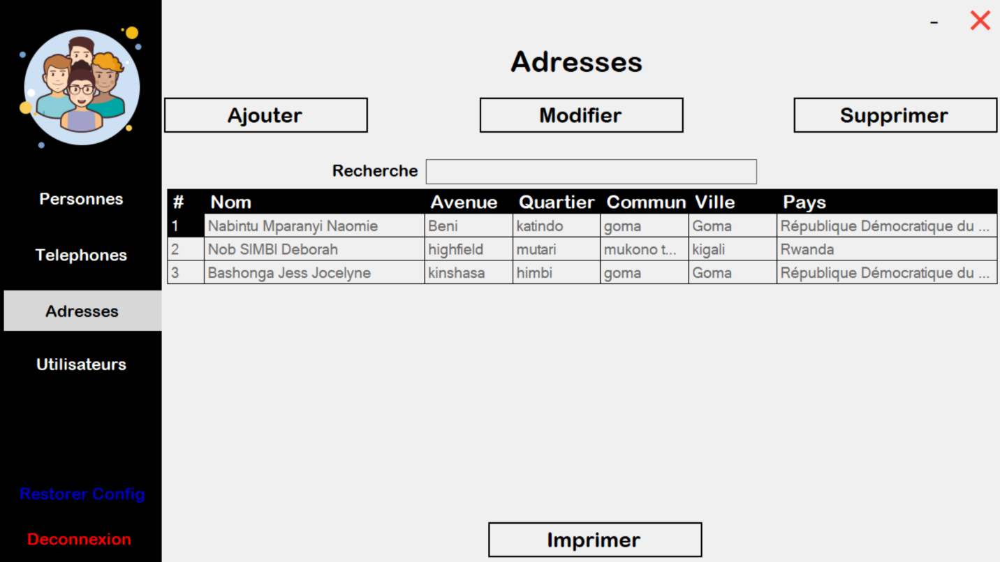 Adresses
Ajouter Modifier Supprimer
Recherche
# Nom Avenue Quartier Commun Ville Pays
1 Nabintu Mparanyi Naomie Beni katindo goma Goma République Démocratique du ...
2 Nob SIMBI Deborah highfield mutari mukono t... kigali Rwanda
3 Bashonga Jess Jocelyne kinshasa himbi goma Goma République Démocratique du ...
Personnes
Telephones
Adresses
Utilisateurs
Restorer Config
Deconnexion
Imprimer